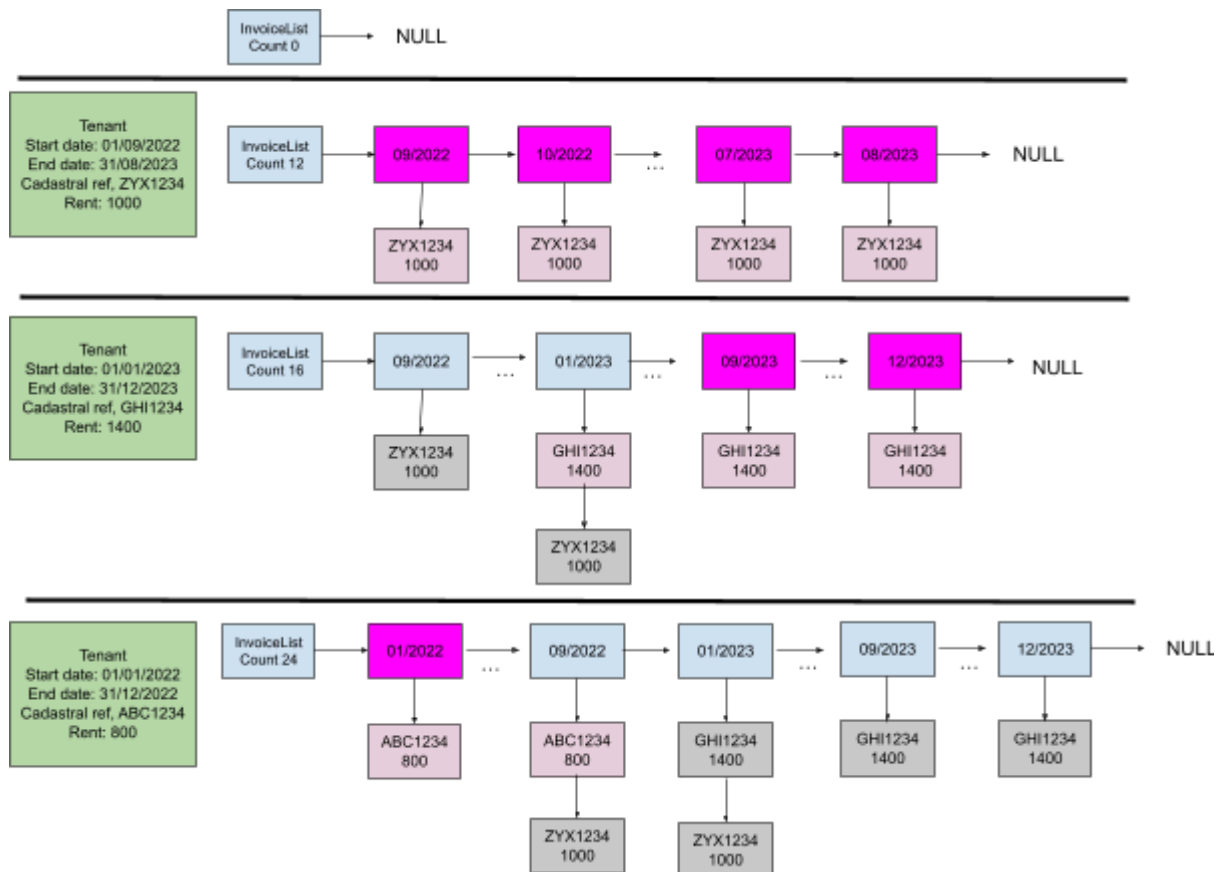 InvoiceList
Count 0
NULL
Tenant
Start date: 01/09/2022
End date: 31/08/2023
Cadastral ref, ZYX1234
Rent: 1000
InvoiceList
Count 12
09/2022
10/2022
...
07/2023
08/2023
NULL
ZYX1234
1000
ZYX1234
1000
ZYX1234
1000
ZYX1234
1000
Tenant
Start date: 01/01/2023
End date: 31/12/2023
Cadastral ref, GHI1234
Rent: 1400
InvoiceList
Count 16
09/2022
...
01/2023
...
09/2023
...
12/2023
NULL
ZYX1234
1000
GHI1234
1400
GHI1234
1400
GHI1234
1400
ZYX1234
1000
Tenant
Start date: 01/01/2022
End date: 31/12/2022
Cadastral ref, ABC1234
Rent: 800
InvoiceList
Count 24
01/2022
...
09/2022
01/2023
...
09/2023
...
12/2023
NULL
ABC1234
800
ABC1234
800
GHI1234
1400
GHI1234
1400
GHI1234
1400
ZYX1234
1000
ZYX1234
1000